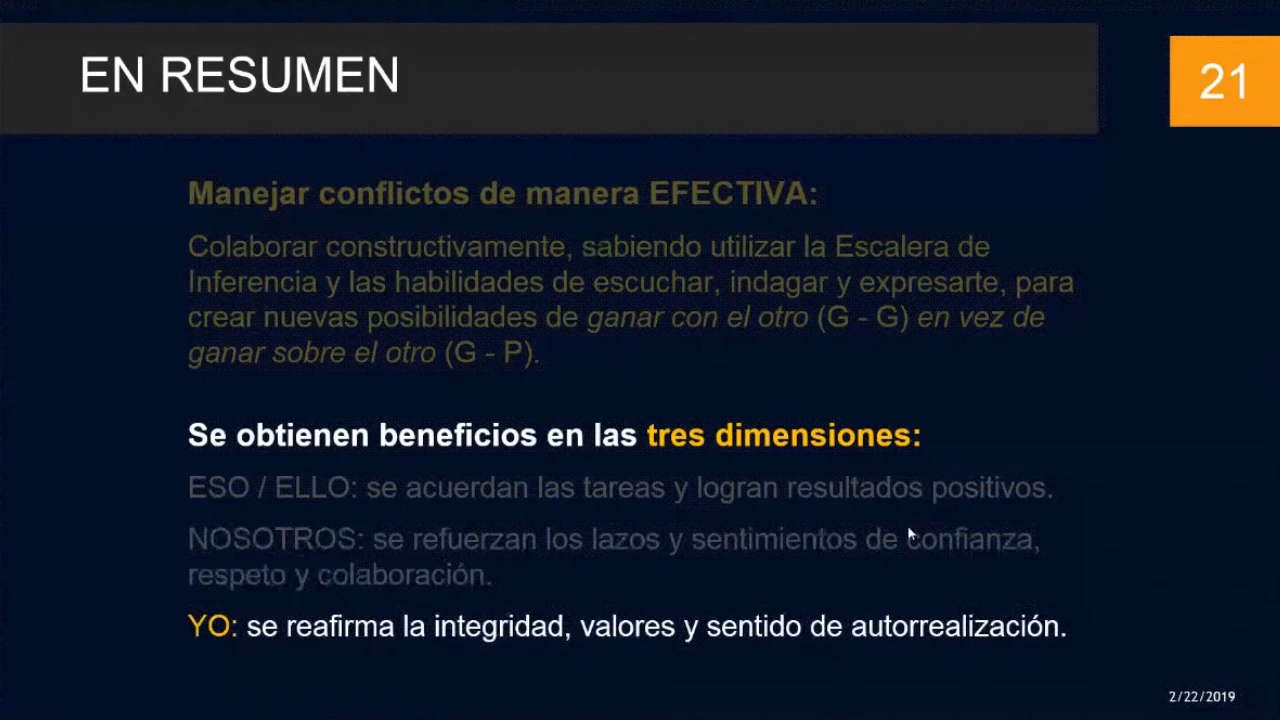 EN RESUMEN
21
Manejar conflictos de manera EFECTIVA:
Colaborar constructivamente, sabiendo utilizar la Escalera de
Inferencia y las habilidades de escuchar, indagar y expresarte, para
crear nuevas posibilidades de ganar con el otro (G - G) en vez de
ganar sobre el otro (G - P).
Se obtienen beneficios en las tres dimensiones:
ESO / ELLO: se acuerdan las tareas y logran resultados positivos.
NOSOTROS: se refuerzan los lazos y sentimientos de confianza,
respeto y colaboración.
YO: se reafirma la integridad, valores y sentido de autorrealización.
2/22/2019